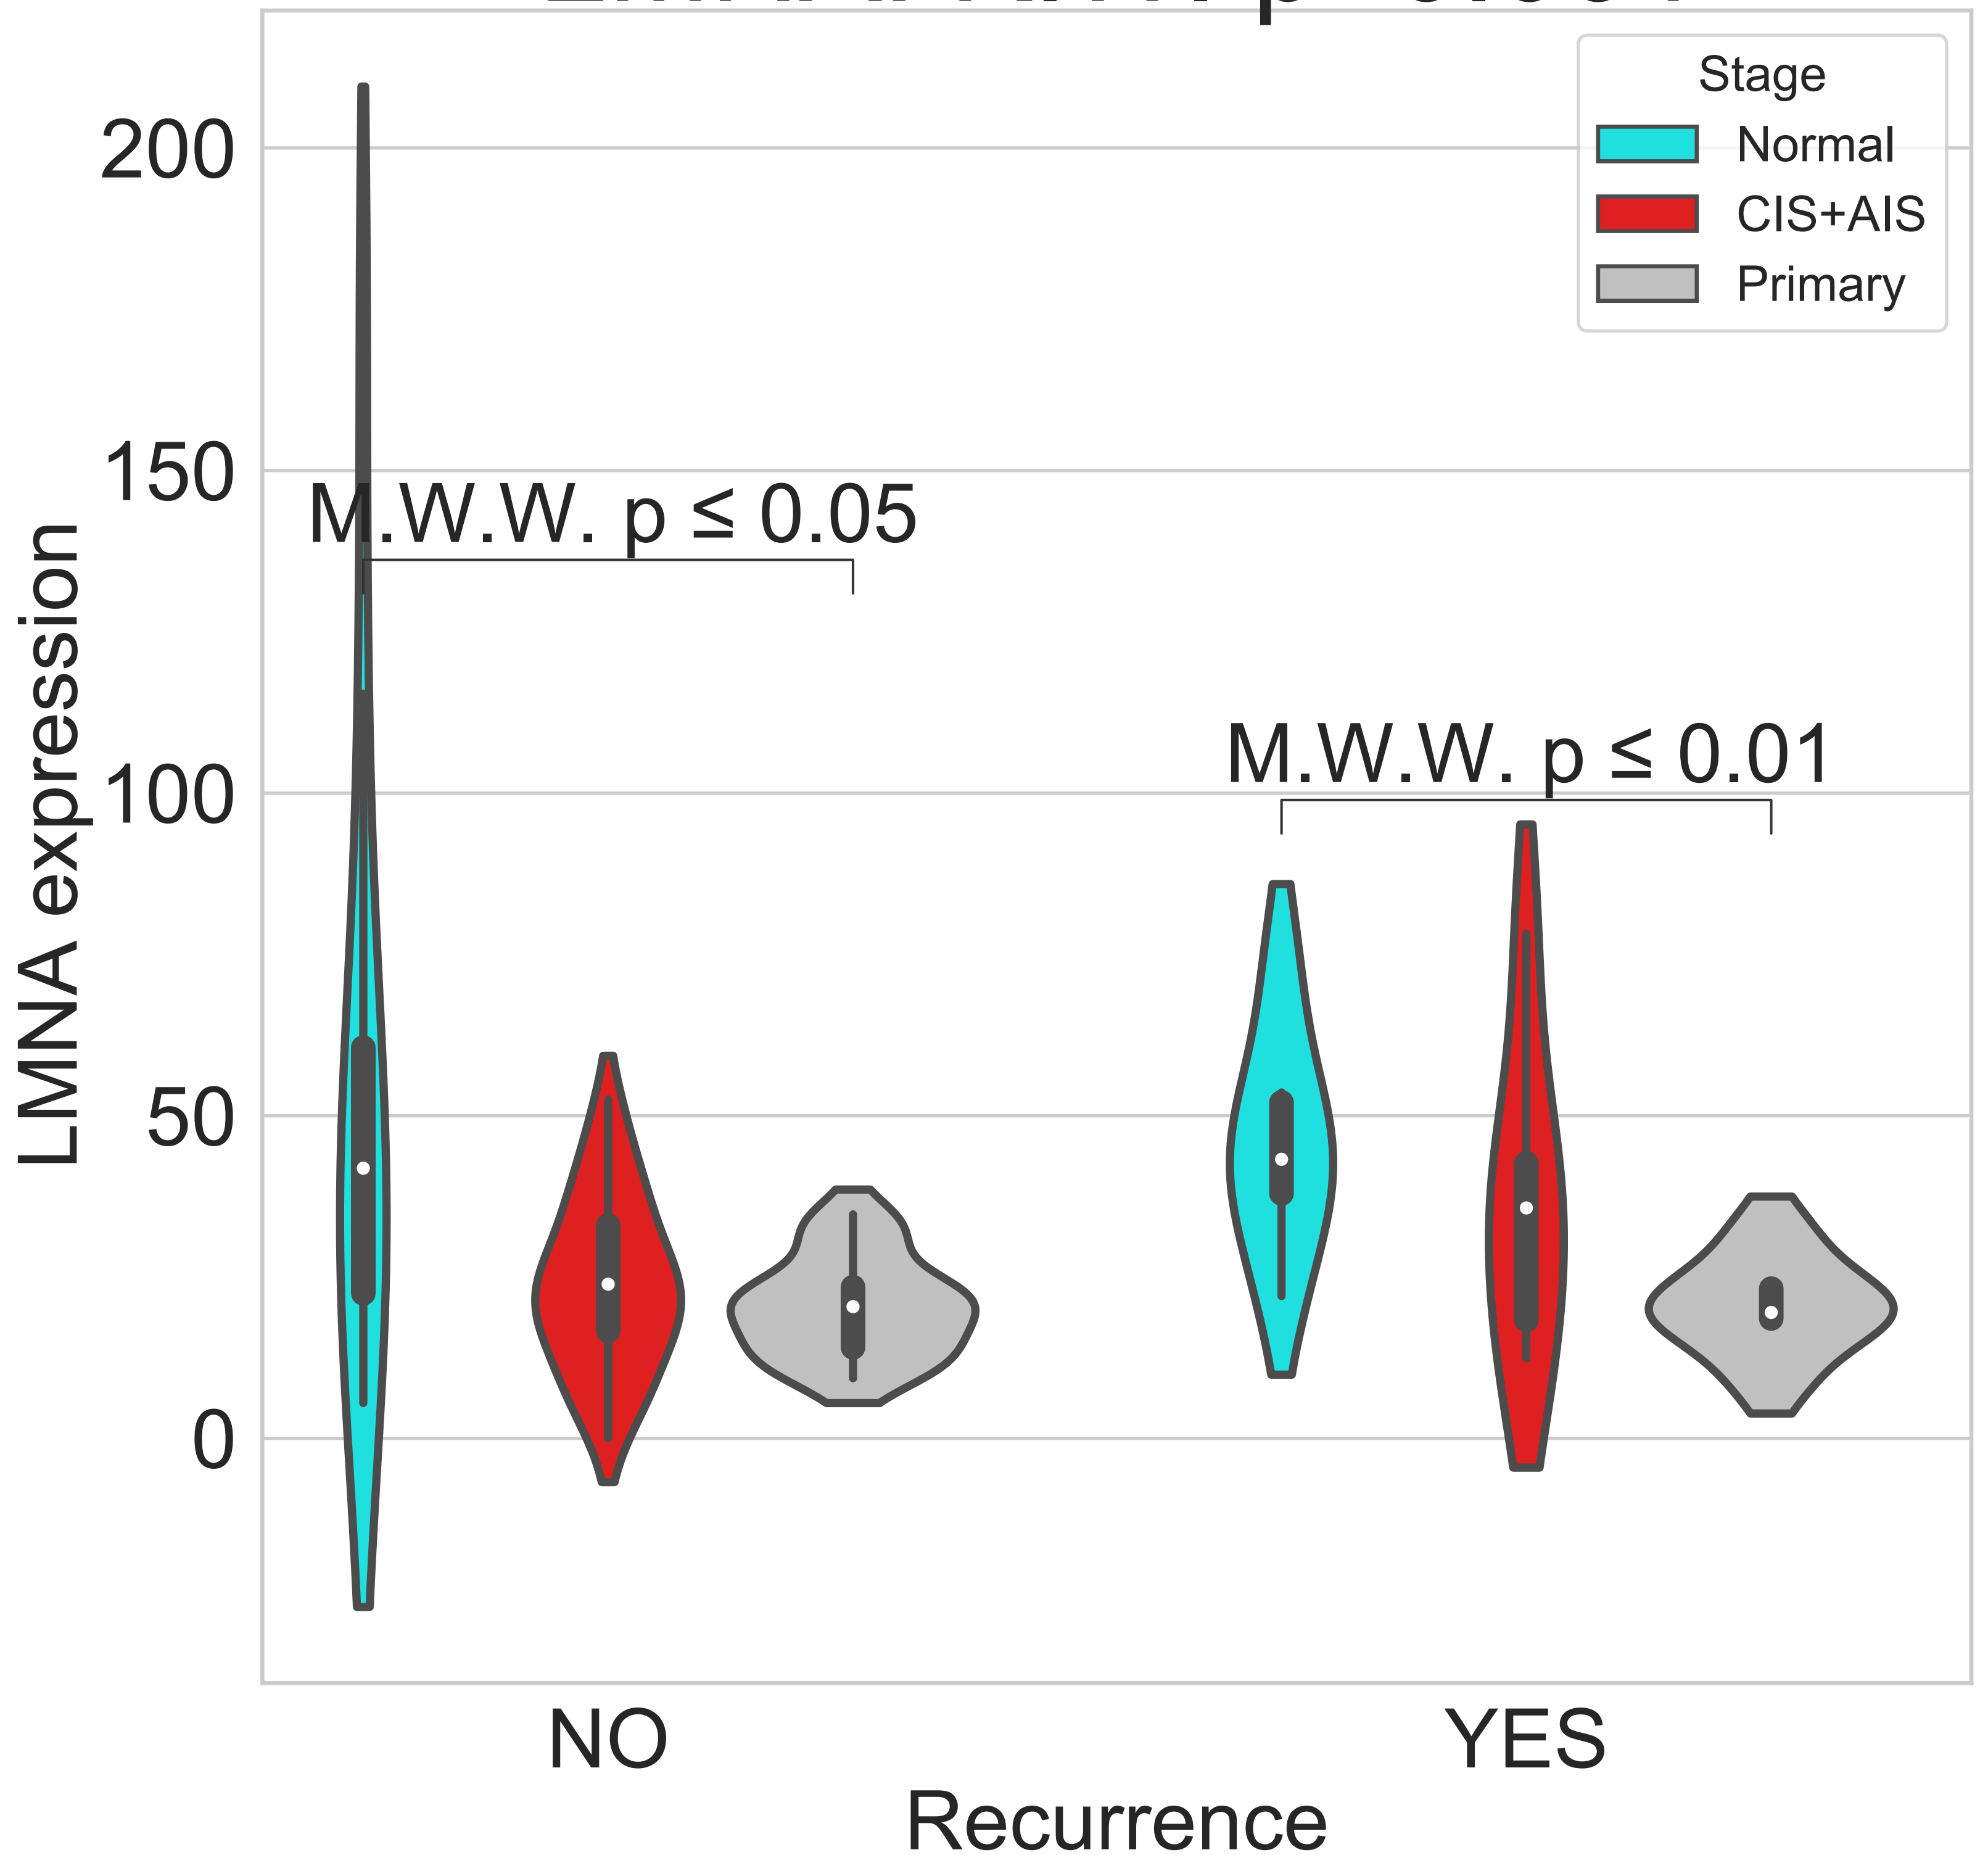 Stage
Normal
CIS+AIS
Primary
200
150
100
50
0
LMNA expression
M.W.W. p ≤ 0.05
M.W.W. p ≤ 0.01
NO
YES
Recurrence